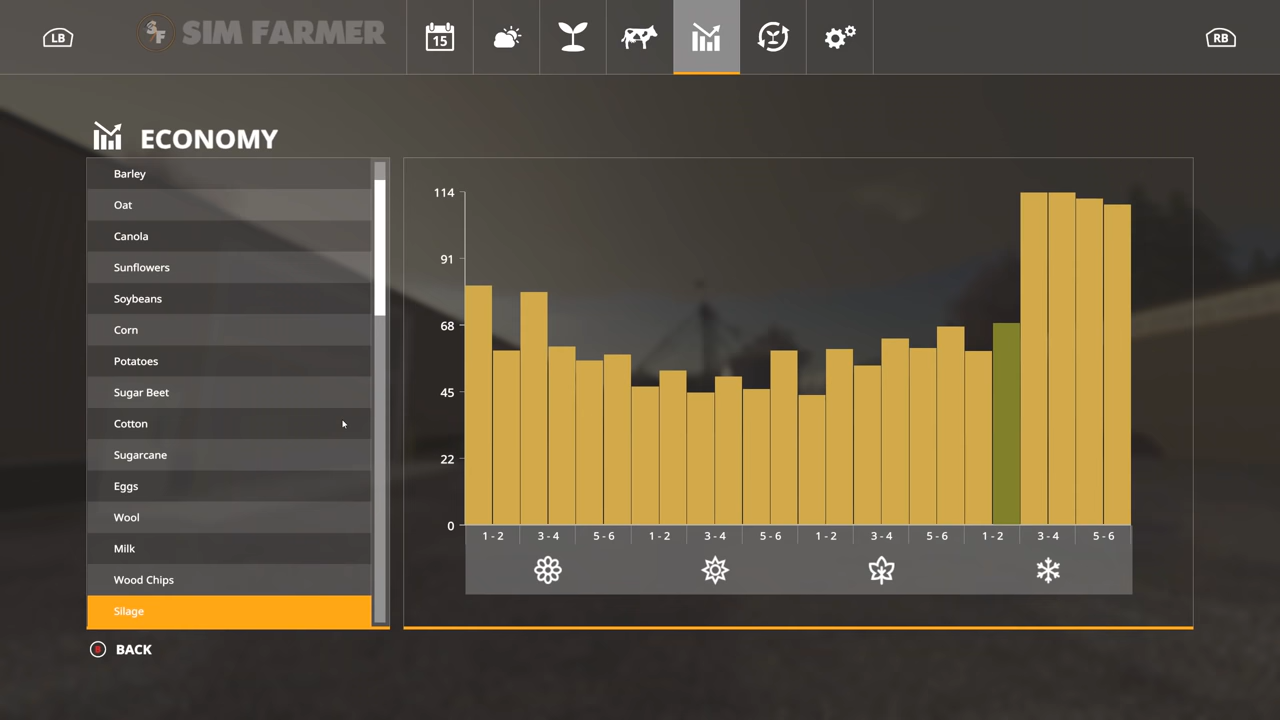 LB
SF SIM FARMER
15
RB
ECONOMY
Barley
Oat
Canola
Sunflowers
Soybeans
Corn
Potatoes
Sugar Beet
Cotton
Sugarcane
Eggs
Wool
Milk
Wood Chips
Silage
114
91
68
45
22
0
1 - 2 3 - 4 5 - 6 1 - 2 3 - 4 5 - 6 1 - 2 3 - 4 5 - 6 1 - 2 3 - 4 5 - 6
B BACK